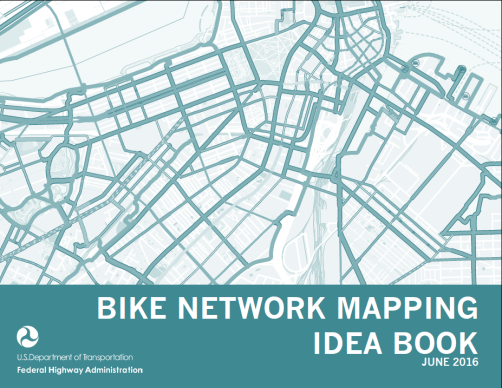 BIKE NETWORK MAPPING
IDEA BOOK
JUNE 2016
U.S.Department of Transportation
Federal Highway Administration